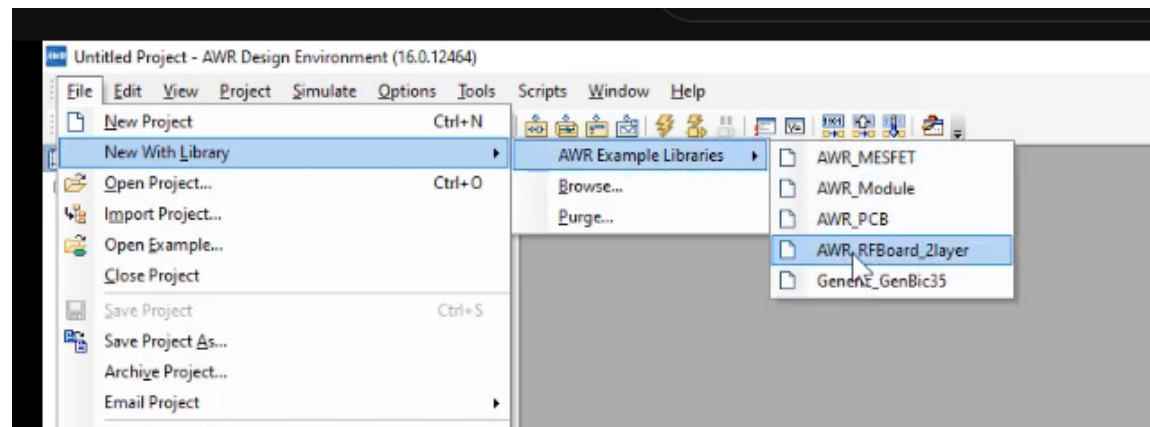 Untitled Project - AWR Design Environment (16.0.12464)
File Edit View Project Simulate Options Tools Scripts Window Help
New Project Ctrl+N
New With Library
Open Project... Ctrl+O
Import Project...
Open Example...
Close Project
Save Project Ctrl+S
Save Project As...
Archive Project...
Email Project
AWR Example Libraries
Browse...
Purge...
AWR_MESFET
AWR_Module
AWR_PCB
AWR_RFBoard_2layer
Generic_GenBic35